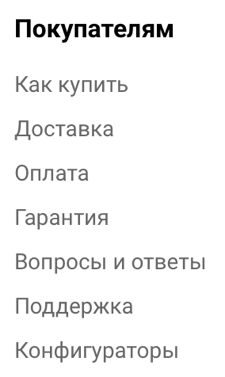 Покупателям
Как купить
Доставка
Оплата
Гарантия
Вопросы и ответы
Поддержка
Конфигураторы